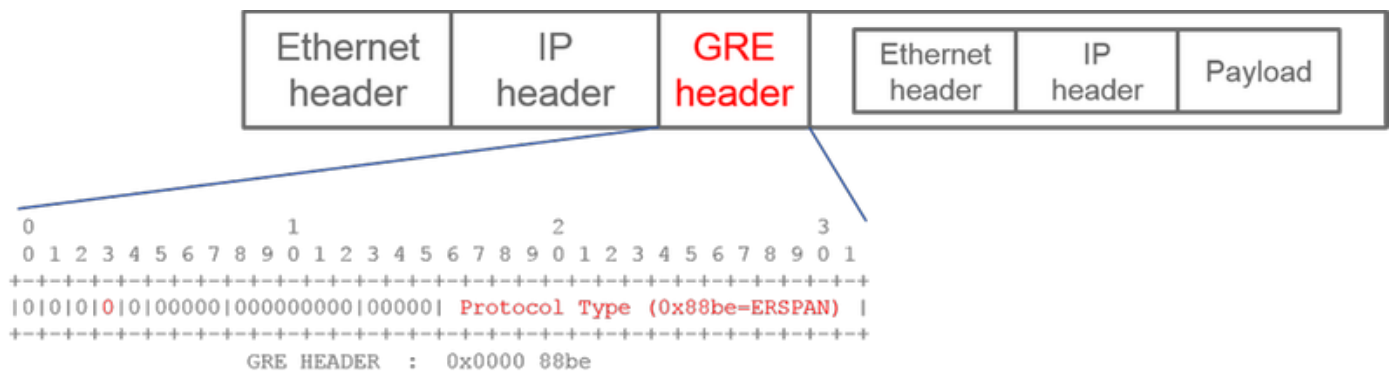 Ethernet header
IP header
GRE header
Ethernet header
IP header
Payload
0 1 2 3
0 1 2 3 4 5 6 7 8 9 0 1 2 3 4 5 6 7 8 9 0 1 2 3 4 5 6 7 8 9 0 1
+-+-+-+-+-+-+-+-+-+-+-+-+-+-+-+-+-+-+-+-+-+-+-+-+-+-+-+-+-+-+-+-+
|0|0|0|0|0|00000|000000000|00000| Protocol Type (0x88be=ERSPAN) |
+-+-+-+-+-+-+-+-+-+-+-+-+-+-+-+-+-+-+-+-+-+-+-+-+-+-+-+-+-+-+-+-+
GRE HEADER : 0x0000 88be